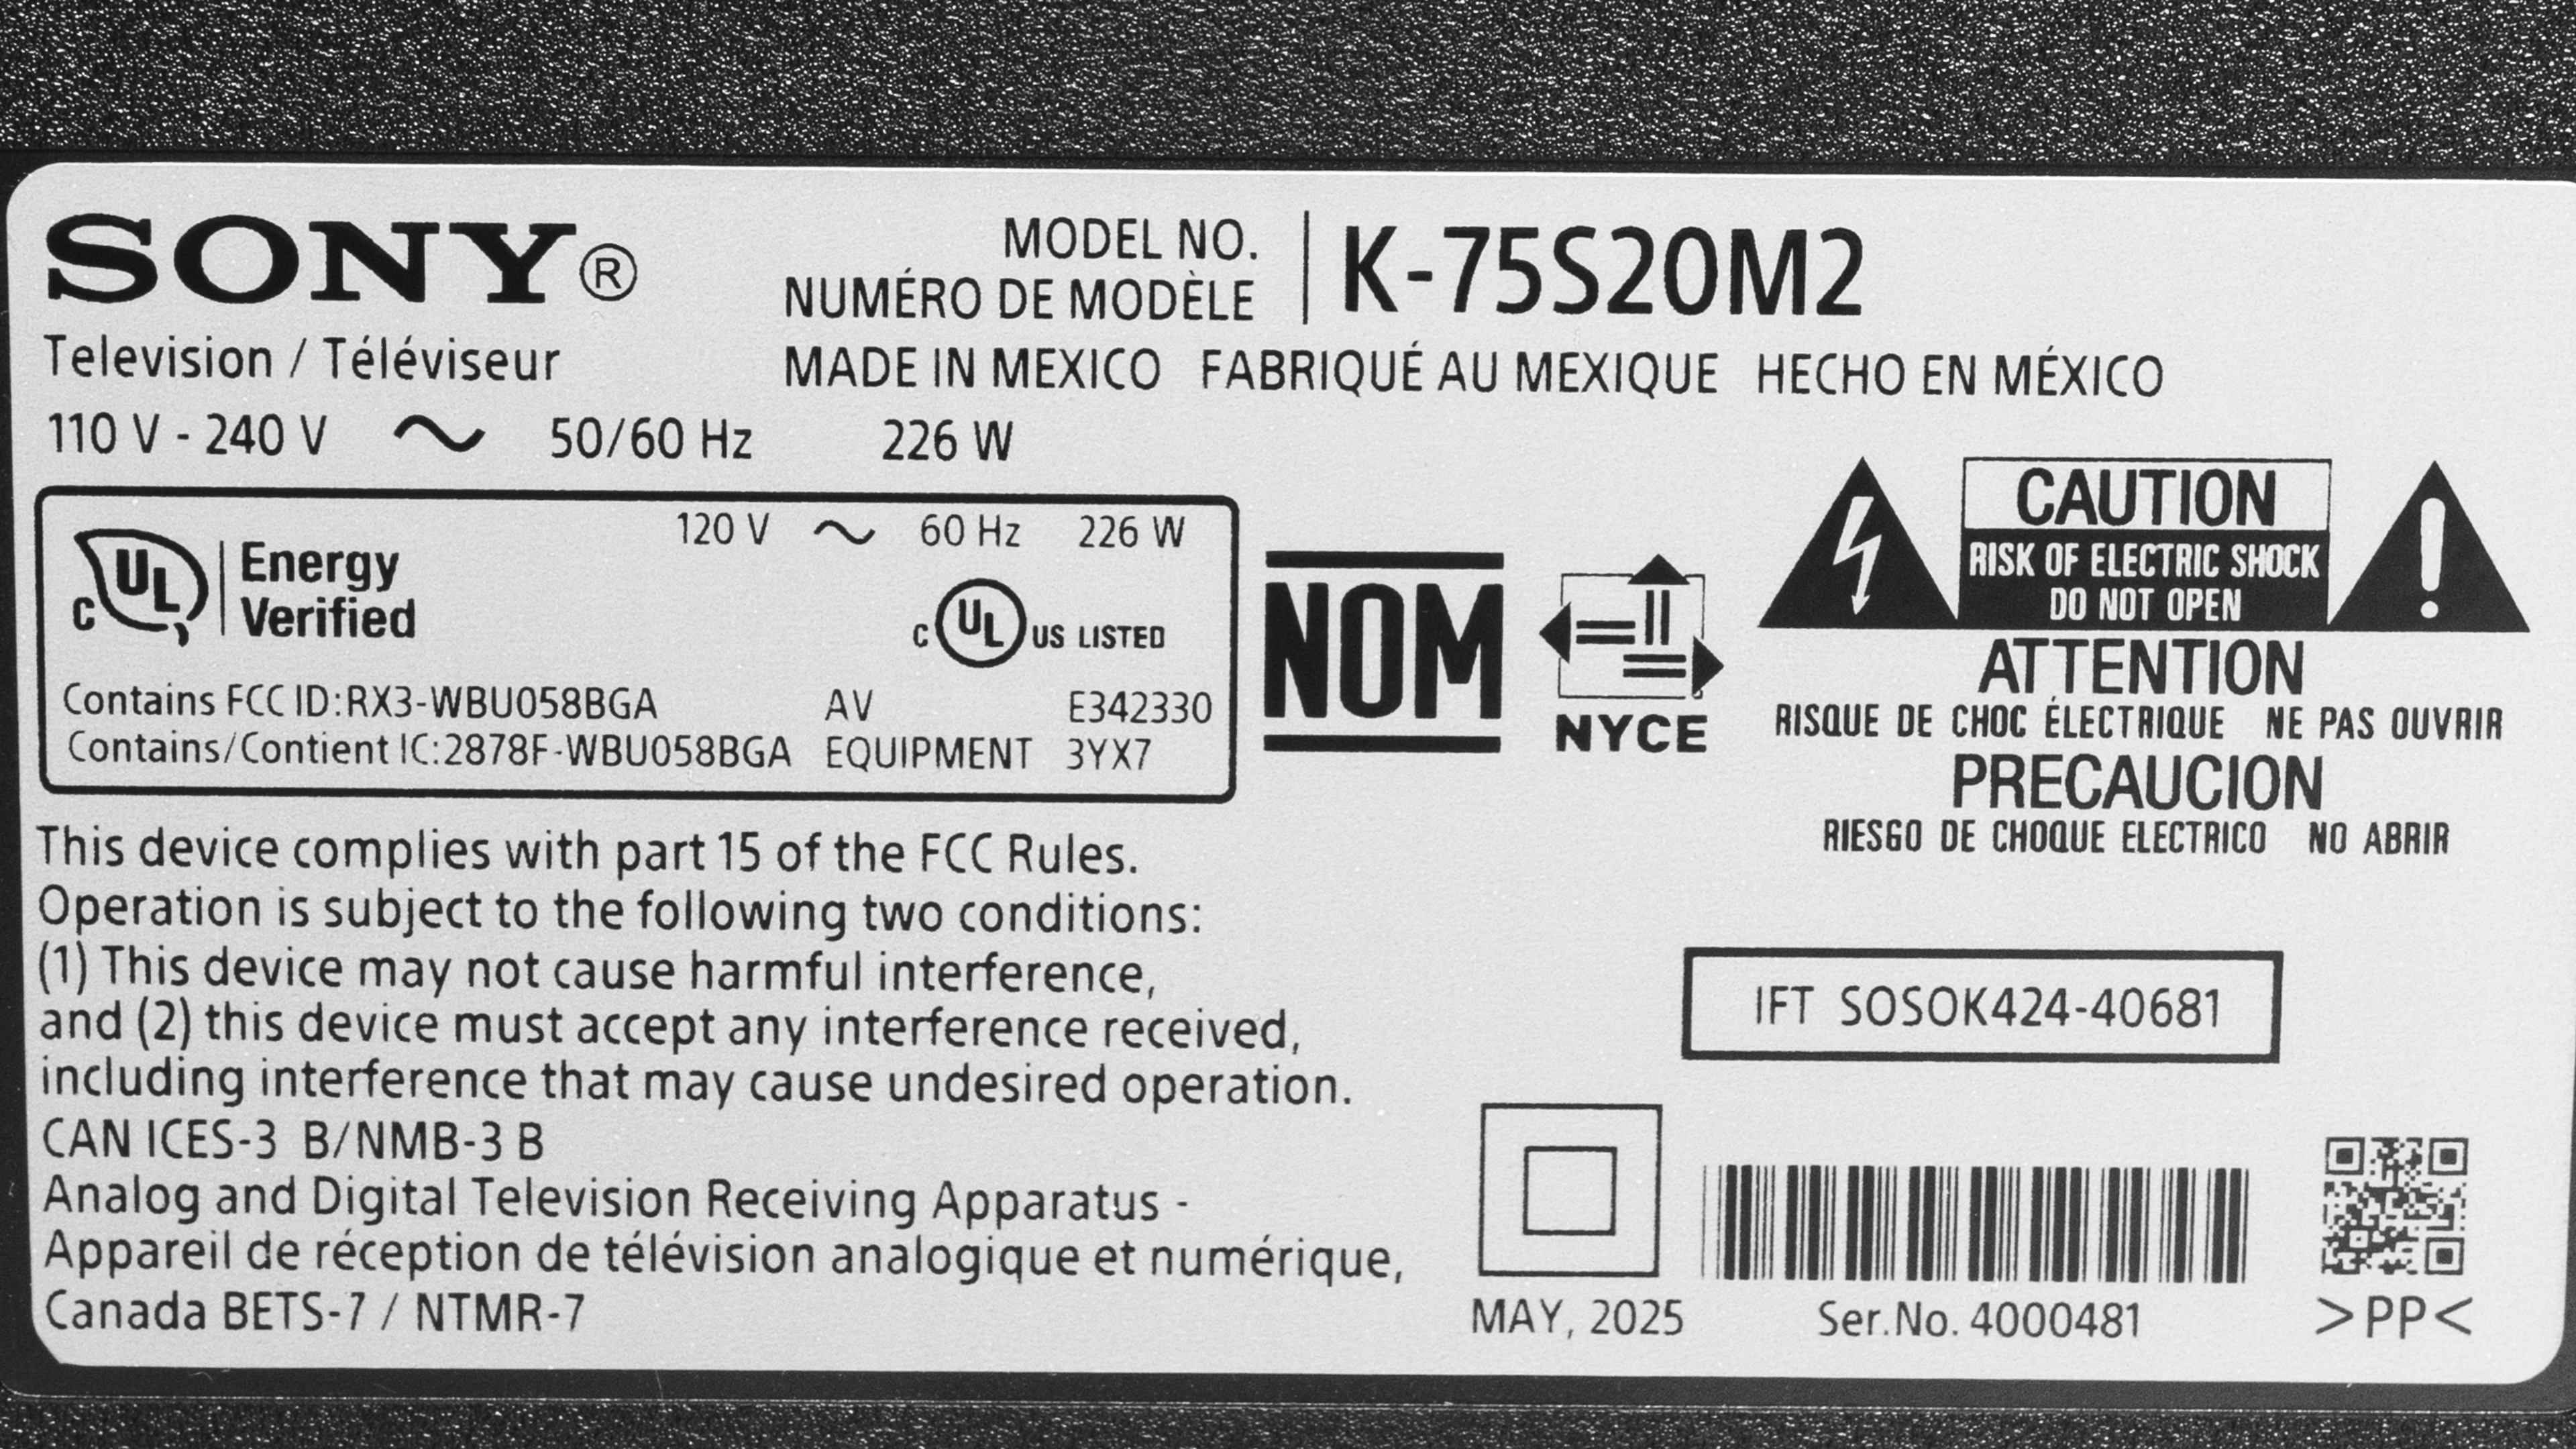 SONY®
MODEL NO.
NUMÉRO DE MODÈLE
K-75S20M2
Television / Téléviseur
MADE IN MEXICO FABRIQUÉ AU MEXIQUE HECHO EN MÉXICO
110 V - 240 V ~ 50/60 Hz 226 W
120 V ~ 60 Hz 226 W
C UL Energy
Verified
C UL US LISTED
Contains FCC ID:RX3-WBU058BGA AV E342330
Contains/Contient IC:2878F-WBU058BGA EQUIPMENT 3YX7
NOM
NYCE
CAUTION
RISK OF ELECTRIC SHOCK
DO NOT OPEN
ATTENTION
RISQUE DE CHOC ÉLECTRIQUE NE PAS OUVRIR
PRECAUCION
RIESGO DE CHOQUE ELECTRICO NO ABRIR
This device complies with part 15 of the FCC Rules.
Operation is subject to the following two conditions:
(1) This device may not cause harmful interference,
and (2) this device must accept any interference received,
including interference that may cause undesired operation.
CAN ICES-3 B/NMB-3 B
Analog and Digital Television Receiving Apparatus -
Appareil de réception de télévision analogique et numérique,
Canada BETS-7 / NTMR-7
IFT SOSOK424-40681
MAY, 2025
Ser.No. 4000481
>PP<